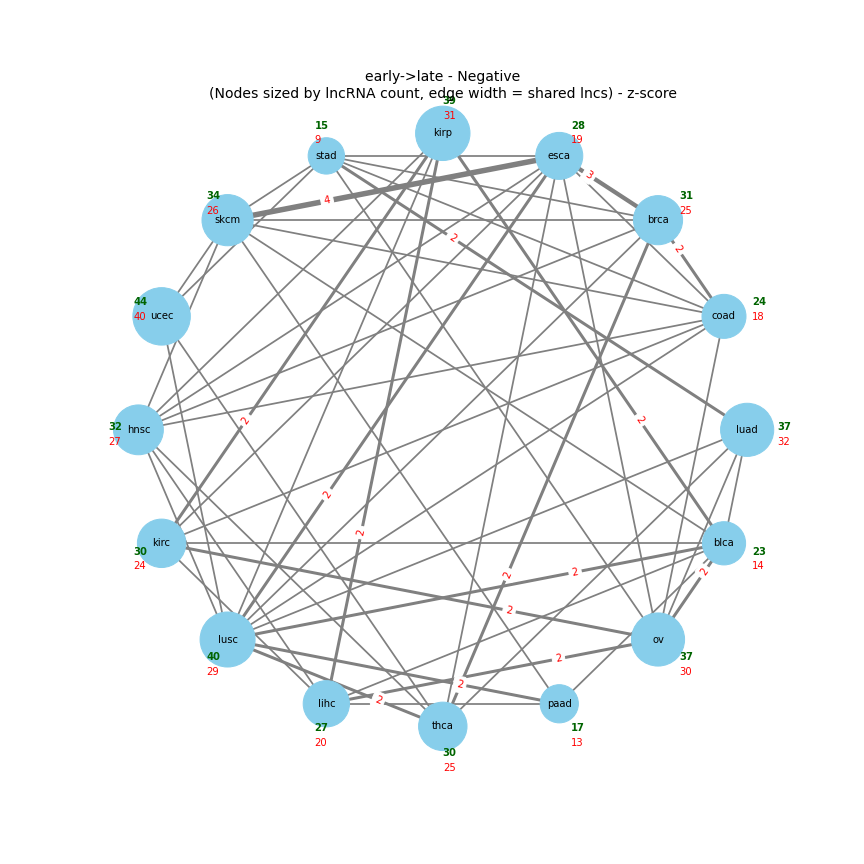 early->late - Negative
(Nodes sized by lncRNA count, edge width = shared lncs) - z-score
39
31
kirp
15
9
stad
28
19
esca
34
26
skcm
4
3
31
25
brca
2
2
44
40
ucec
24
18
coad
32
27
hnsc
2
2
luad
37
32
2
2
30
24
kirc
blca
23
14
2
2
2
2
lusc
40
29
ov
37
30
2
2
2
lihc
27
20
thca
30
25
paad
17
13